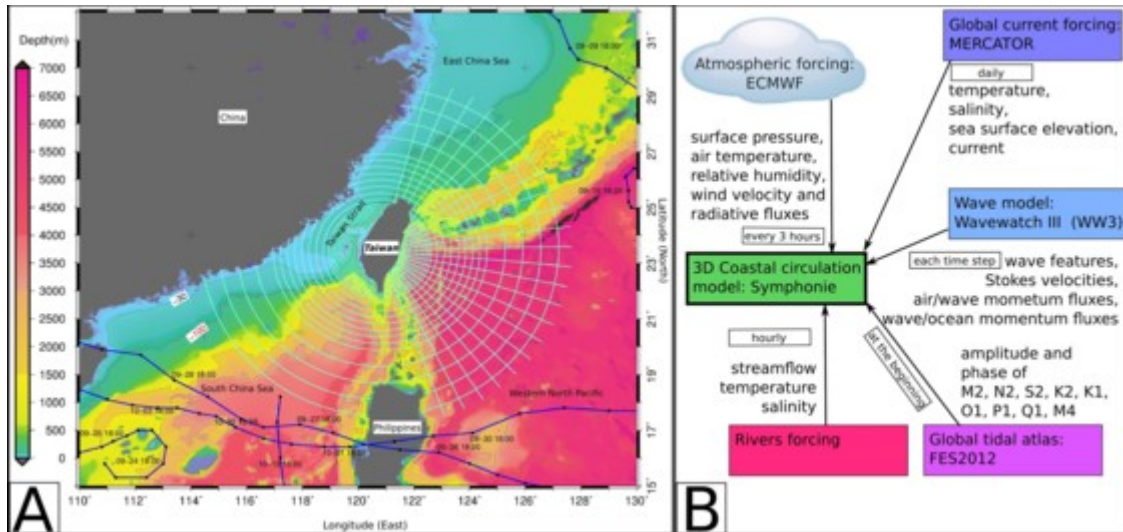 Depth(m)
7000
6500
6000
5500
5000
4500
4000
3500
3000
2500
2000
1500
1000
500
0
East China Sea
China
Taiwan Strait
Taiwan
-30
-100
South China Sea
Western North Pacific
Philippines
31˚
29˚
27˚
25˚
23˚
21˚
19˚
17˚
15˚
Latitude (North)
110˚ 112˚ 114˚ 116˚ 118˚ 120˚ 122˚ 124˚ 126˚ 128˚ 130˚
Longitude (East)
A
B
Atmospheric forcing:
ECMWF
Global current forcing:
MERCATOR
daily
temperature,
salinity,
sea surface elevation,
current
surface pressure,
air temperature,
relative humidity,
wind velocity and
radiative fluxes
every 3 hours
Wave model:
Wavewatch III (WW3)
each time step wave features,
Stokes velocities,
air/wave mometum fluxes,
wave/ocean momentum fluxes
3D Coastal circulation
model: Symphonie
hourly
streamflow
temperature
salinity
at the beginning
amplitude and
phase of
M2, N2, S2, K2, K1,
O1, P1, Q1, M4
Rivers forcing
Global tidal atlas:
FES2012